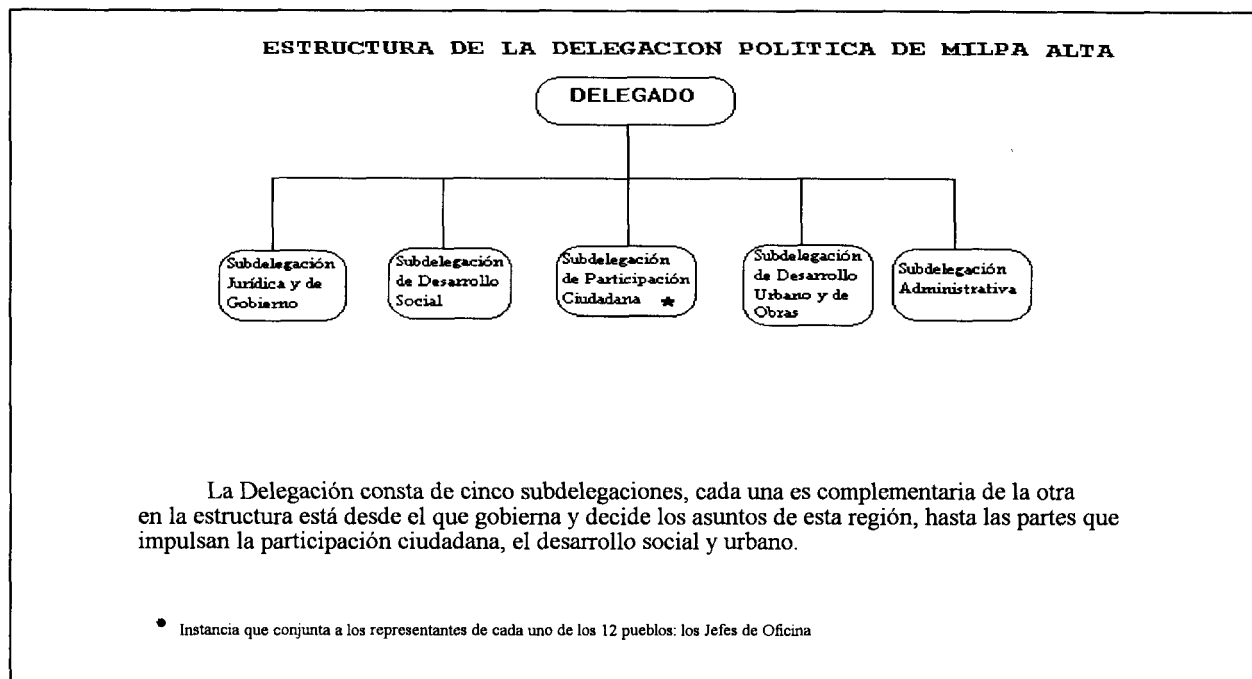 ESTRUCTURA DE LA DELEGACION POLITICA DE MILPA ALTA
DELEGADO
Subdelegación
Jurídica y de
Gobierno
Subdelegación
de Desarrollo
Social
Subdelegación
de Participación
Ciudadana *
Subdelegación
de Desarrollo
Urbano y de
Obras
Subdelegación
Administrativa
La Delegación consta de cinco subdelegaciones, cada una es complementaria de la otra
en la estructura está desde el que gobierna y decide los asuntos de esta región, hasta las partes que
impulsan la participación ciudadana, el desarrollo social y urbano.
* Instancia que conjunta a los representantes de cada uno de los 12 pueblos: los Jefes de Oficina